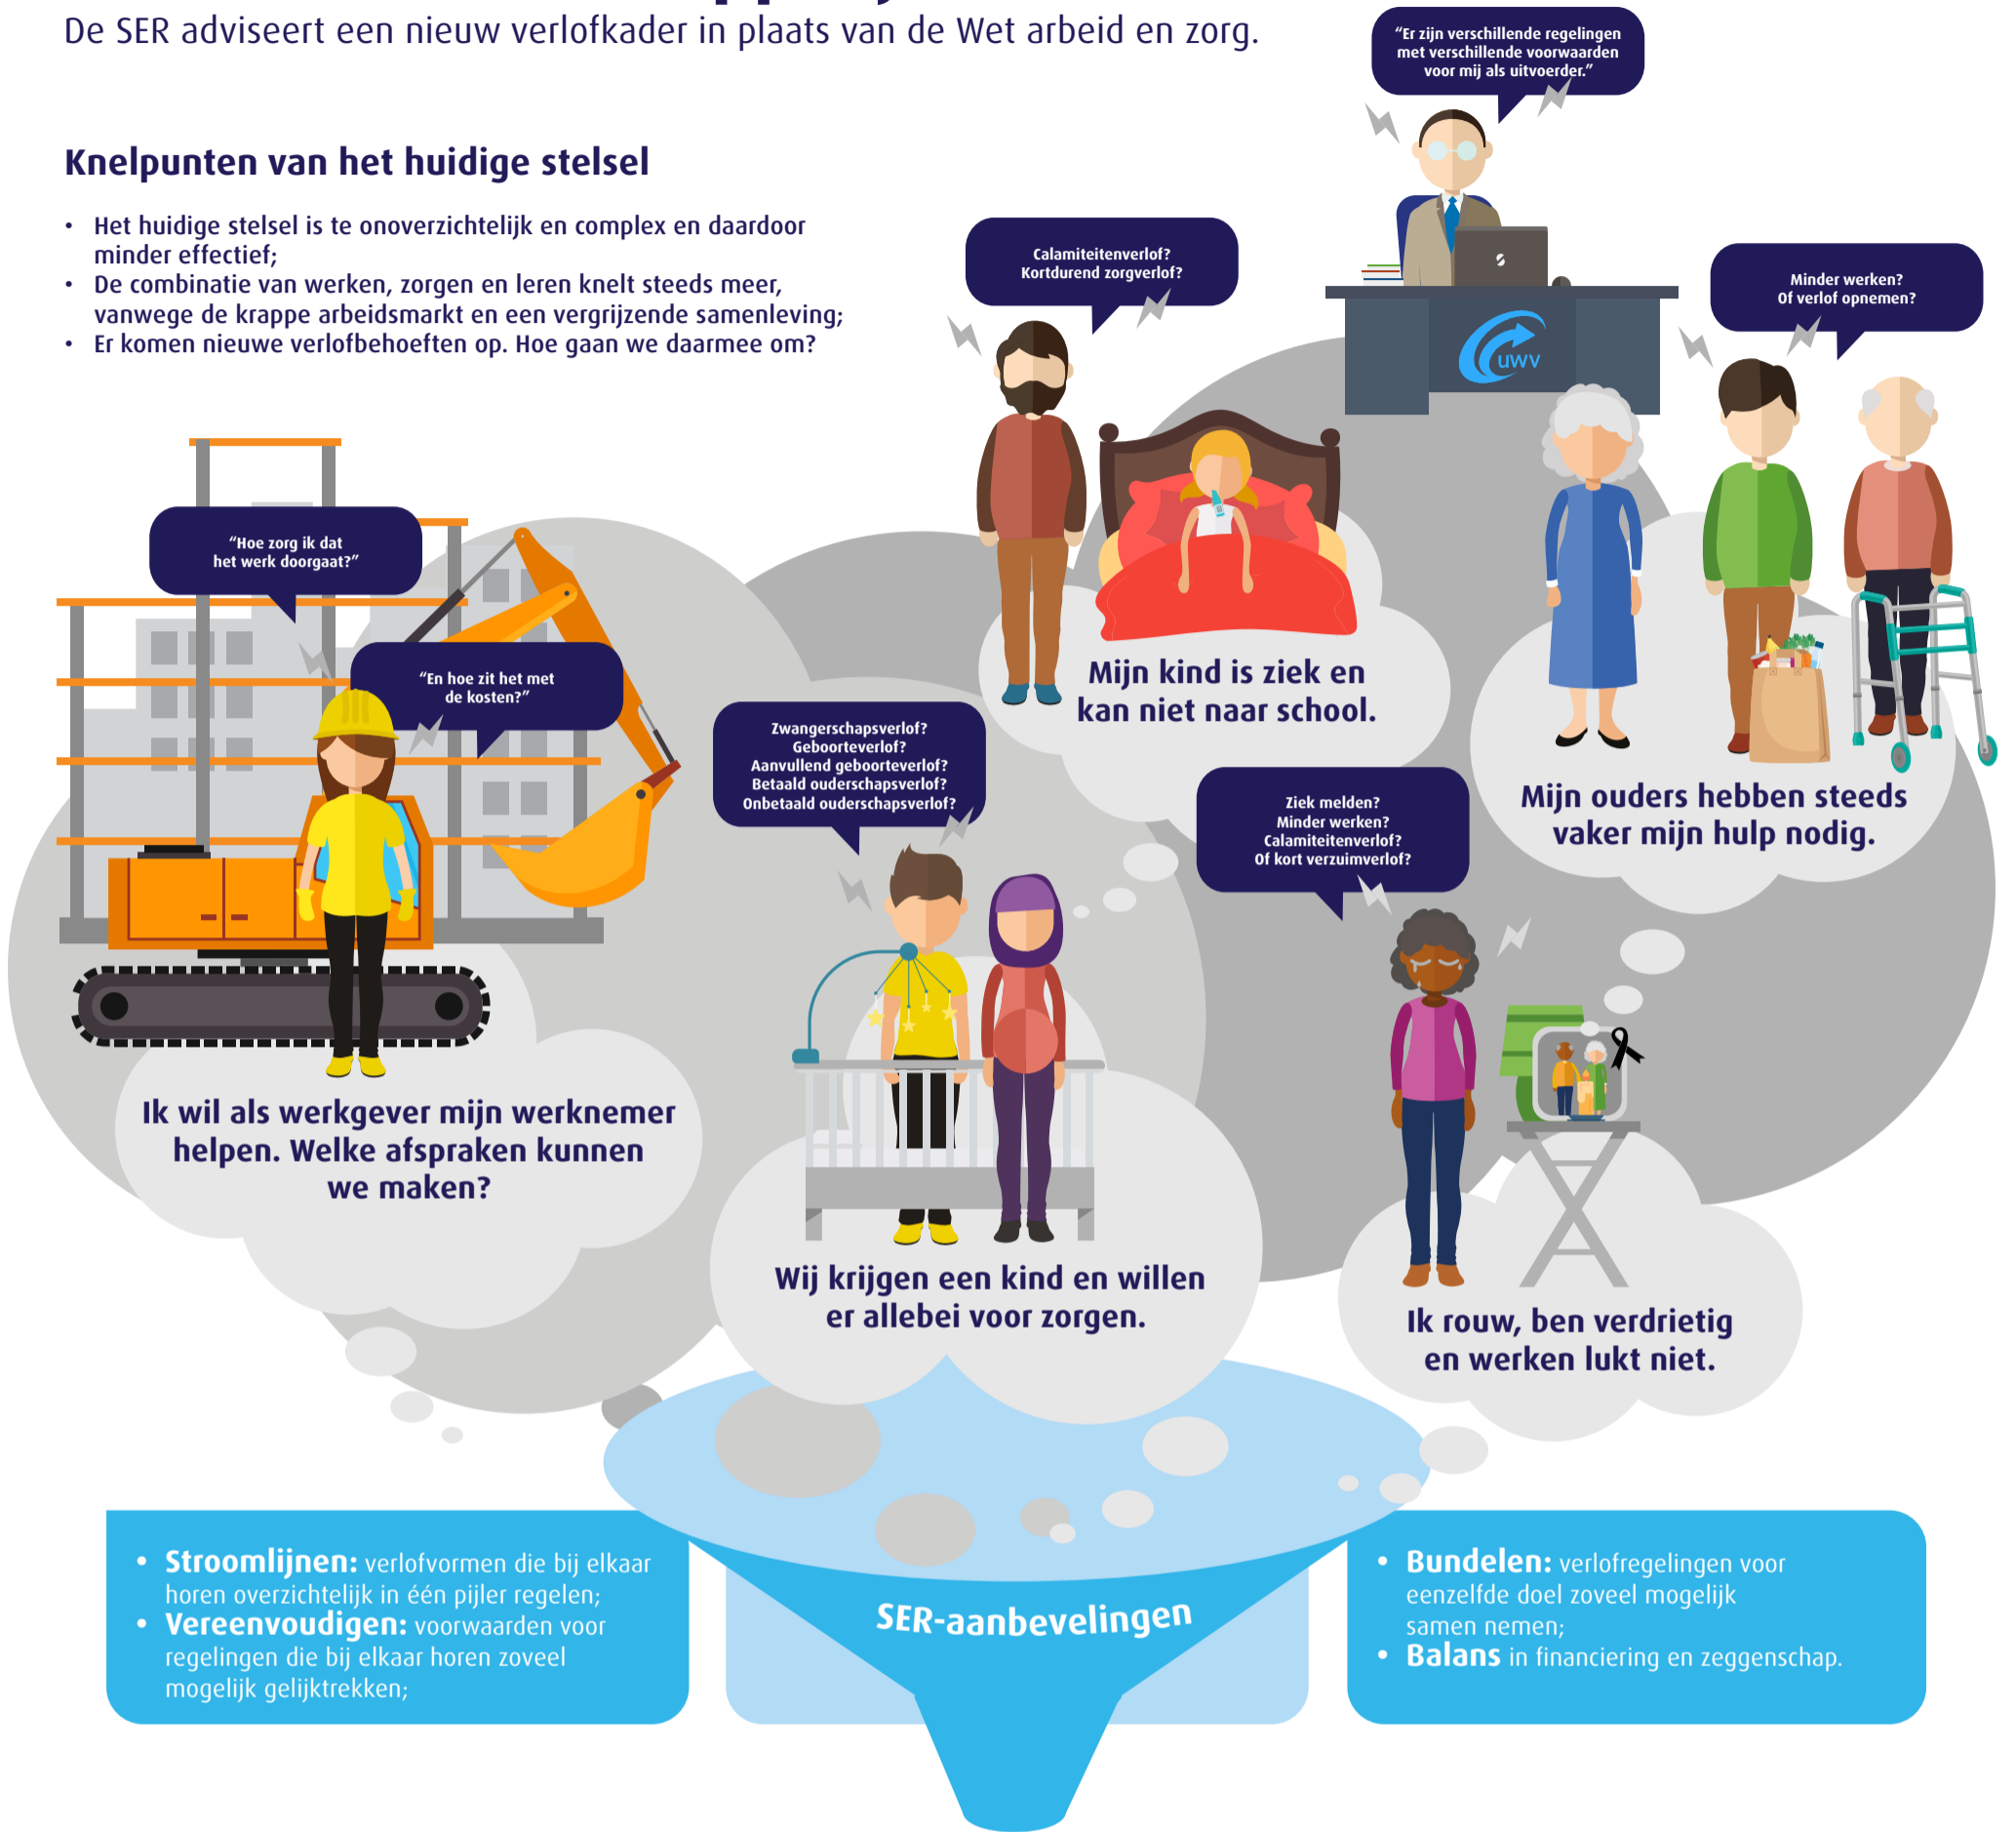 De SER adviseert een nieuw verlofkader in plaats van de Wet arbeid en zorg.
“Er zijn verschillende regelingen
met verschillende voorwaarden
voor mij als uitvoerder.”
Knelpunten van het huidige stelsel
• Het huidige stelsel is te onoverzichtelijk en complex en daardoor
minder effectief;
• De combinatie van werken, zorgen en leren knelt steeds meer,
vanwege de krappe arbeidsmarkt en een vergrijzende samenleving;
• Er komen nieuwe verlofbehoeften op. Hoe gaan we daarmee om?
Calamiteitenverlof?
Kortdurend zorgverlof?
Minder werken?
Of verlof opnemen?
uwv
“Hoe zorg ik dat
het werk doorgaat?”
“En hoe zit het met
de kosten?”
Mijn kind is ziek en
kan niet naar school.
Zwangerschapsverlof?
Geboorteverlof?
Aanvullend geboorteverlof?
Betaald ouderschapsverlof?
Onbetaald ouderschapsverlof?
Ziek melden?
Minder werken?
Calamiteitenverlof?
Of kort verzuimverlof?
Mijn ouders hebben steeds
vaker mijn hulp nodig.
Ik wil als werkgever mijn werknemer
helpen. Welke afspraken kunnen
we maken?
Wij krijgen een kind en willen
er allebei voor zorgen.
Ik rouw, ben verdrietig
en werken lukt niet.
• Stroomlijnen: verlofvormen die bij elkaar
horen overzichtelijk in één pijler regelen;
• Vereenvoudigen: voorwaarden voor
regelingen die bij elkaar horen zoveel
mogelijk gelijktrekken;
SER-aanbevelingen
• Bundelen: verlofregelingen voor
eenzelfde doel zoveel mogelijk
samen nemen;
• Balans in financiering en zeggenschap.